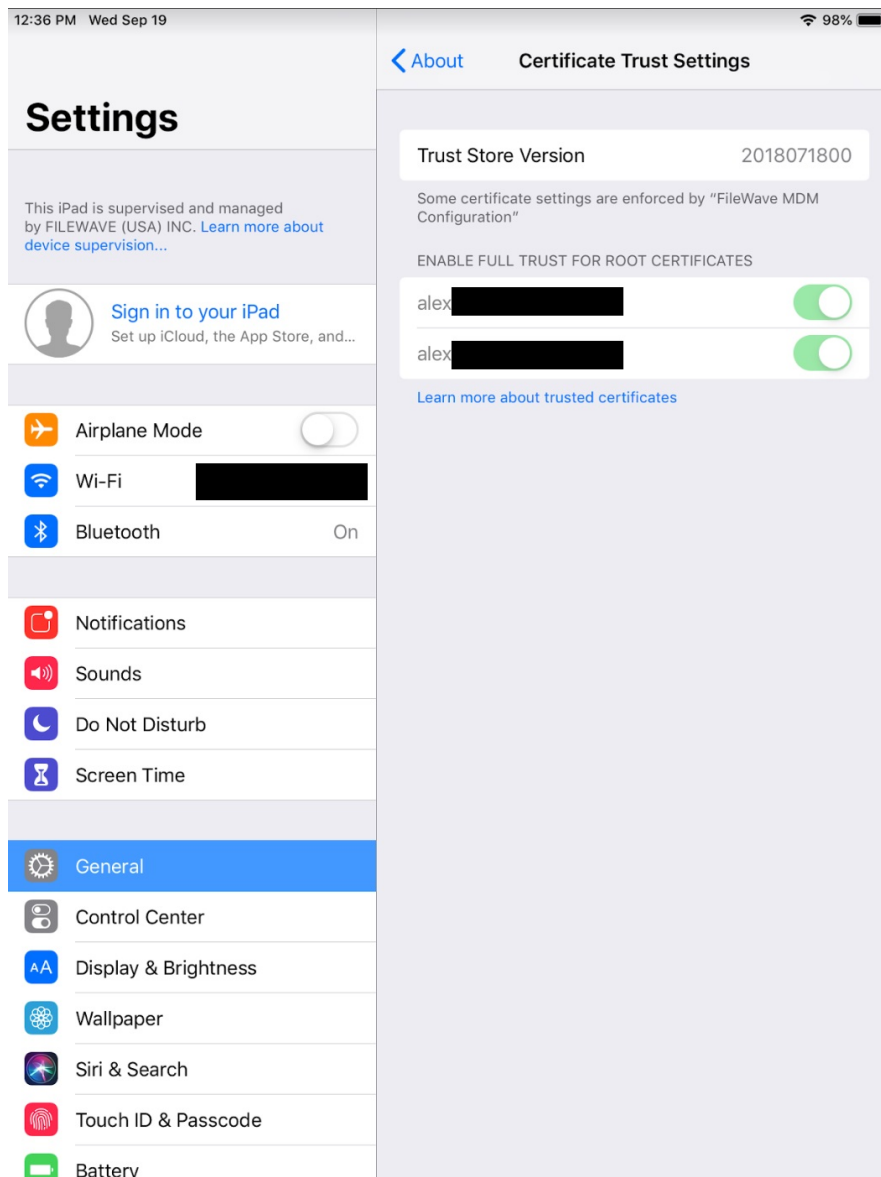 12:36 PM Wed Sep 19
98%
Settings
This iPad is supervised and managed
by FILEWAVE (USA) INC. Learn more about
device supervision...
Sign in to your iPad
Set up iCloud, the App Store, and...
Airplane Mode
Wi-Fi
Bluetooth On
Notifications
Sounds
Do Not Disturb
Screen Time
General
Control Center
AA Display & Brightness
Wallpaper
Siri & Search
Touch ID & Passcode
Battery
About
Certificate Trust Settings
Trust Store Version 2018071800
Some certificate settings are enforced by “FileWave MDM
Configuration”
ENABLE FULL TRUST FOR ROOT CERTIFICATES
alex
alex
Learn more about trusted certificates